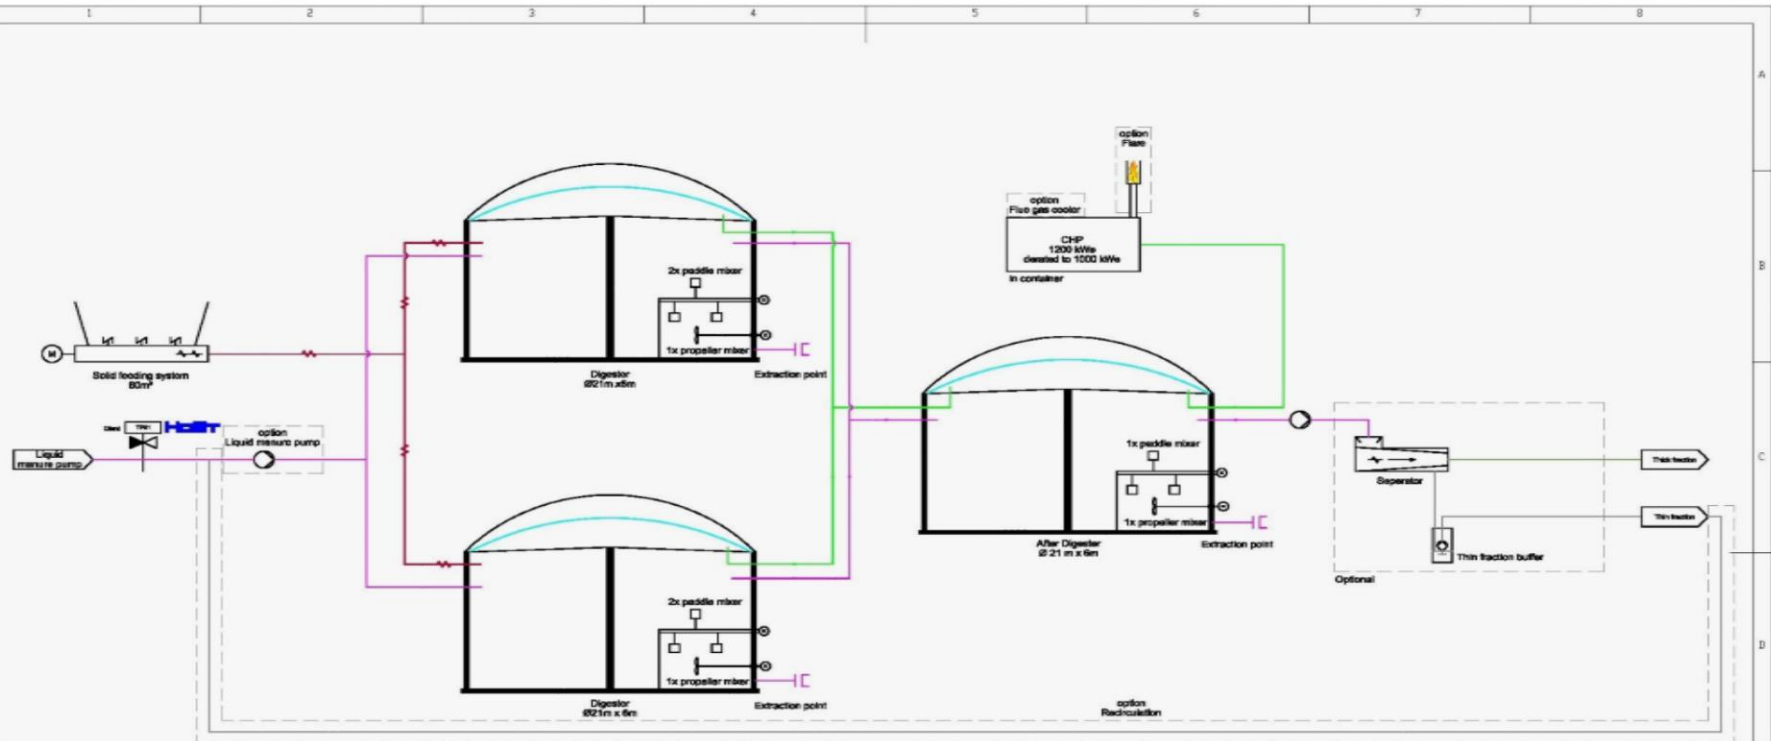 1 2 3 4 5 6 7 8
A
B
C
D
option
Flare
option
Flue gas cooler
CHP
1200 kWe
derated to 1000 kWe
in container
2x paddle mixer
1x propeller mixer
Digester
Ø21m x6m
Extraction point
M
Solid feeding system
80m³
HoSt
option
Liquid manure pump
Liquid
manure pump
1x paddle mixer
1x propeller mixer
After Digester
Ø 21 m x 6m
Extraction point
Separator
Thick fraction
Thin fraction
Thin fraction buffer
Optional
2x paddle mixer
1x propeller mixer
Digester
Ø21m x 6m
Extraction point
option
Recirculation